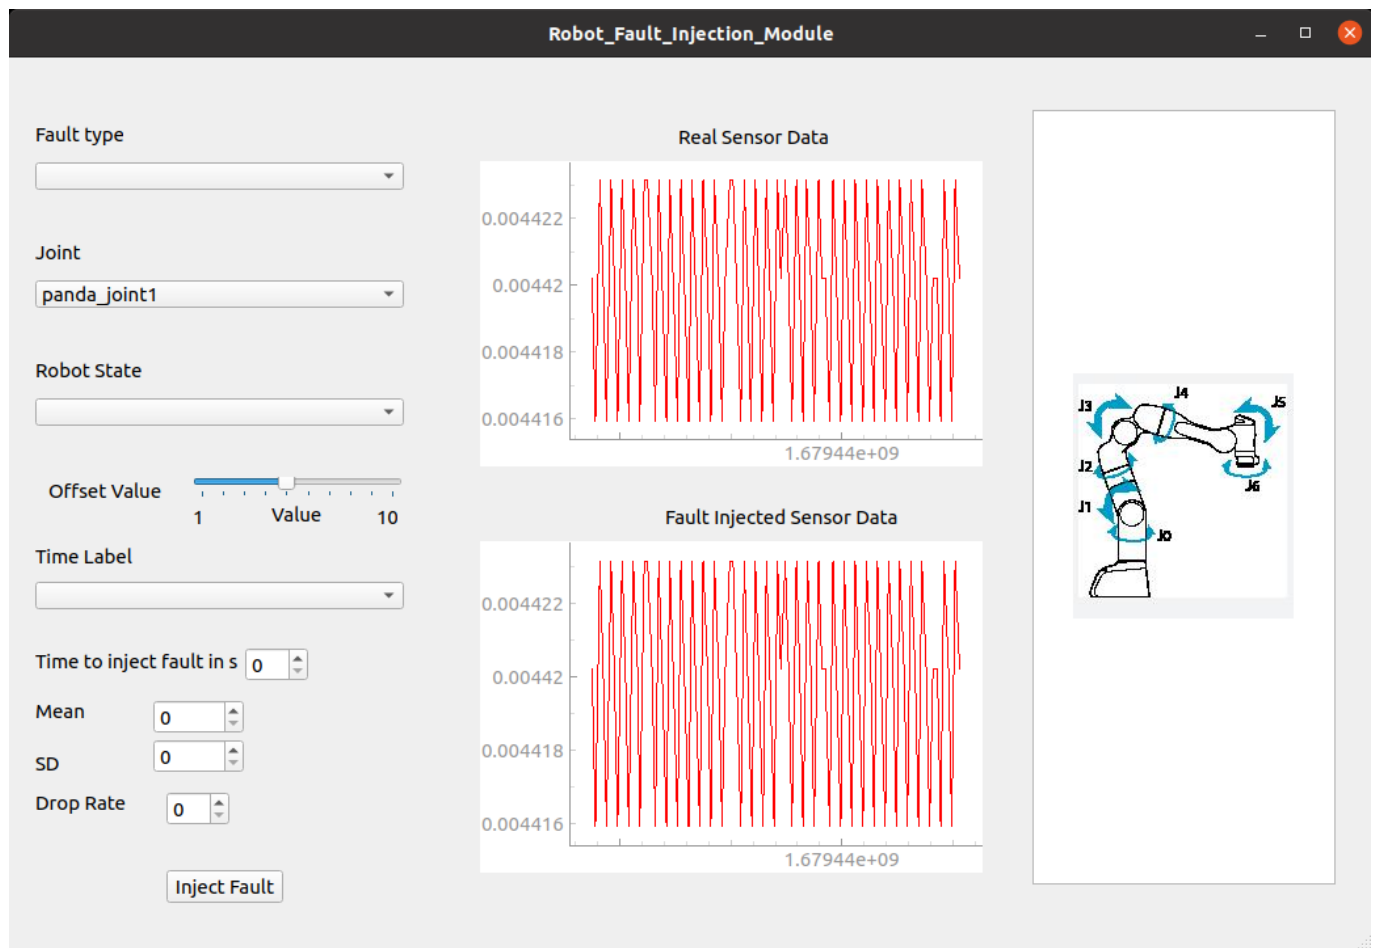 Robot_Fault_Injection_Module
Fault type
Joint
panda_joint1
Robot State
Offset Value
1 Value 10
Time Label
Time to inject fault in s 0
Mean 0
SD 0
Drop Rate 0
Inject Fault
Real Sensor Data
0.004422
0.00442
0.004418
0.004416
1.67944e+09
Fault Injected Sensor Data
0.004422
0.00442
0.004418
0.004416
1.67944e+09
J3
J4
J5
J2
J6
J1
J0